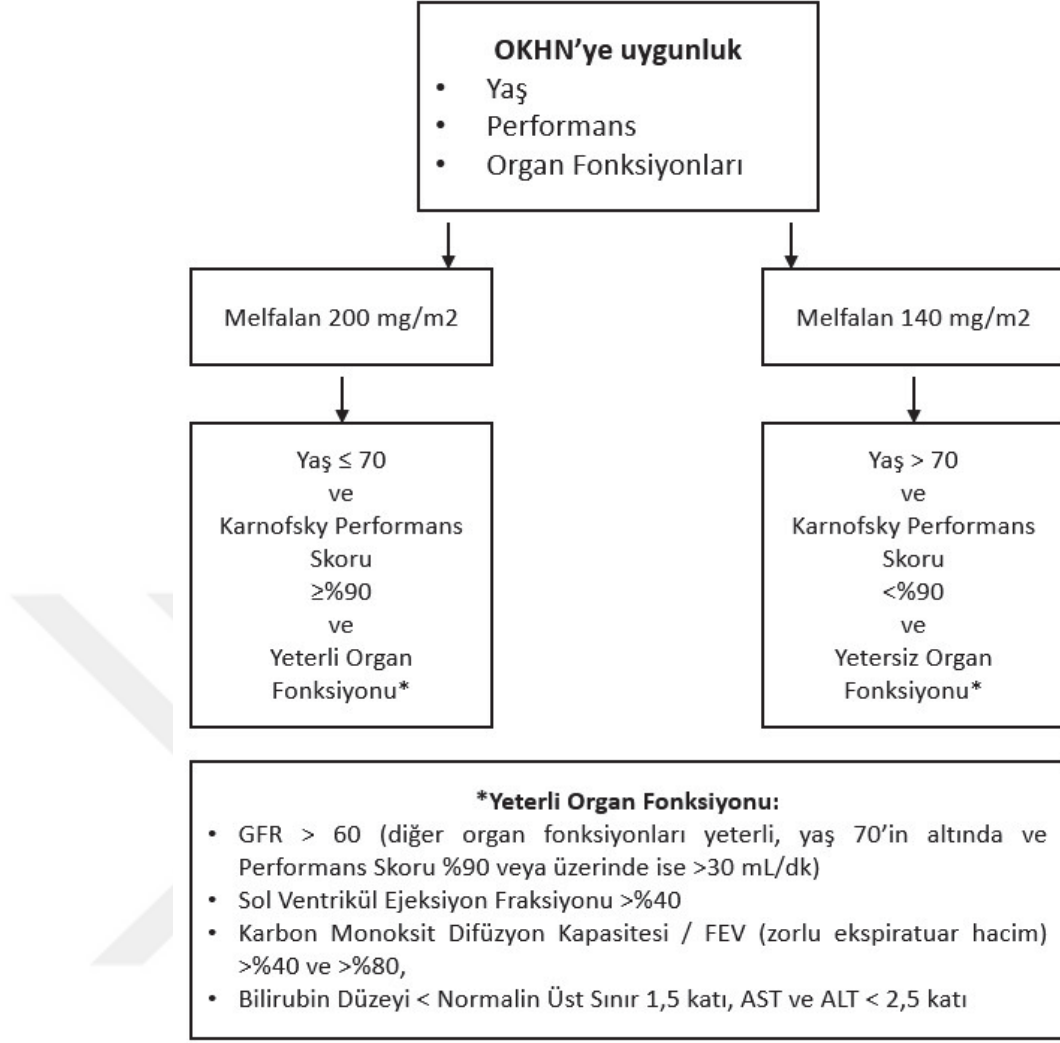 OKHN’ye uygunluk
• Yaş
• Performans
• Organ Fonksiyonları
Melfalan 200 mg/m2
Melfalan 140 mg/m2
Yaş ≤ 70
ve
Karnofsky Performans
Skoru
≥%90
ve
Yeterli Organ
Fonksiyonu*
Yaş > 70
ve
Karnofsky Performans
Skoru
<%90
ve
Yetersiz Organ
Fonksiyonu*
*Yeterli Organ Fonksiyonu:
• GFR > 60 (diğer organ fonksiyonları yeterli, yaş 70’in altında ve
Performans Skoru %90 veya üzerinde ise >30 mL/dk)
• Sol Ventrikül Ejeksiyon Fraksiyonu >%40
• Karbon Monoksit Difüzyon Kapasitesi / FEV (zorlu ekspiratuar hacim)
>%40 ve >%80,
• Bilirubin Düzeyi < Normalin Üst Sınır 1,5 katı, AST ve ALT < 2,5 katı